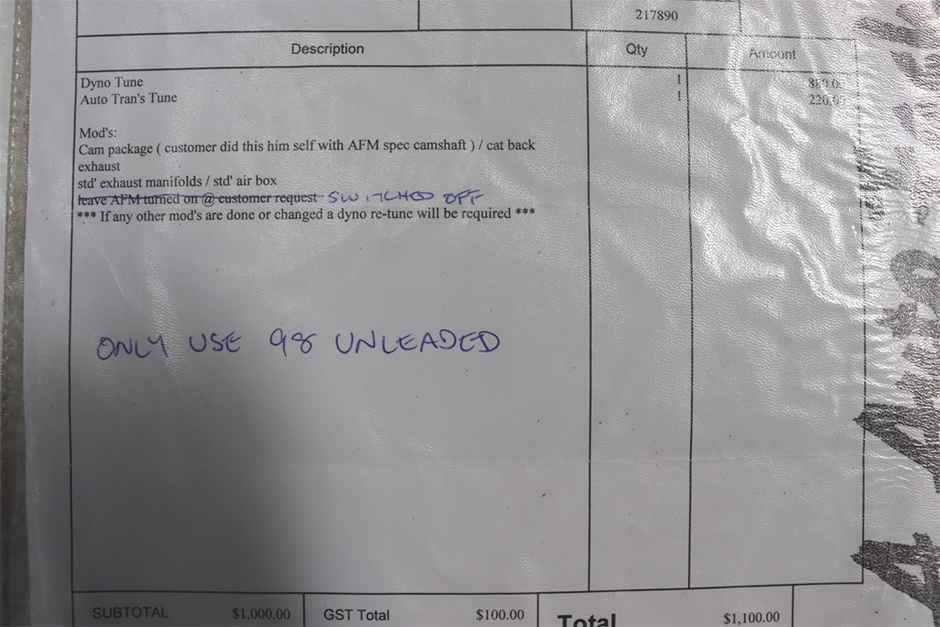 217890
Description Qty Amount
Dyno Tune 1 880.00
Auto Tran's Tune 1 220.00
Mod's:
Cam package ( customer did this him self with AFM spec camshaft ) / cat back
exhaust
std' exhaust manifolds / std' air box
leave AFM turned on @ customer request SWITCHED OFF
*** If any other mod's are done or changed a dyno re-tune will be required ***
ONLY USE 98 UNLEADED
SUBTOTAL $1,000.00 GST Total $100.00 Total $1,100.00